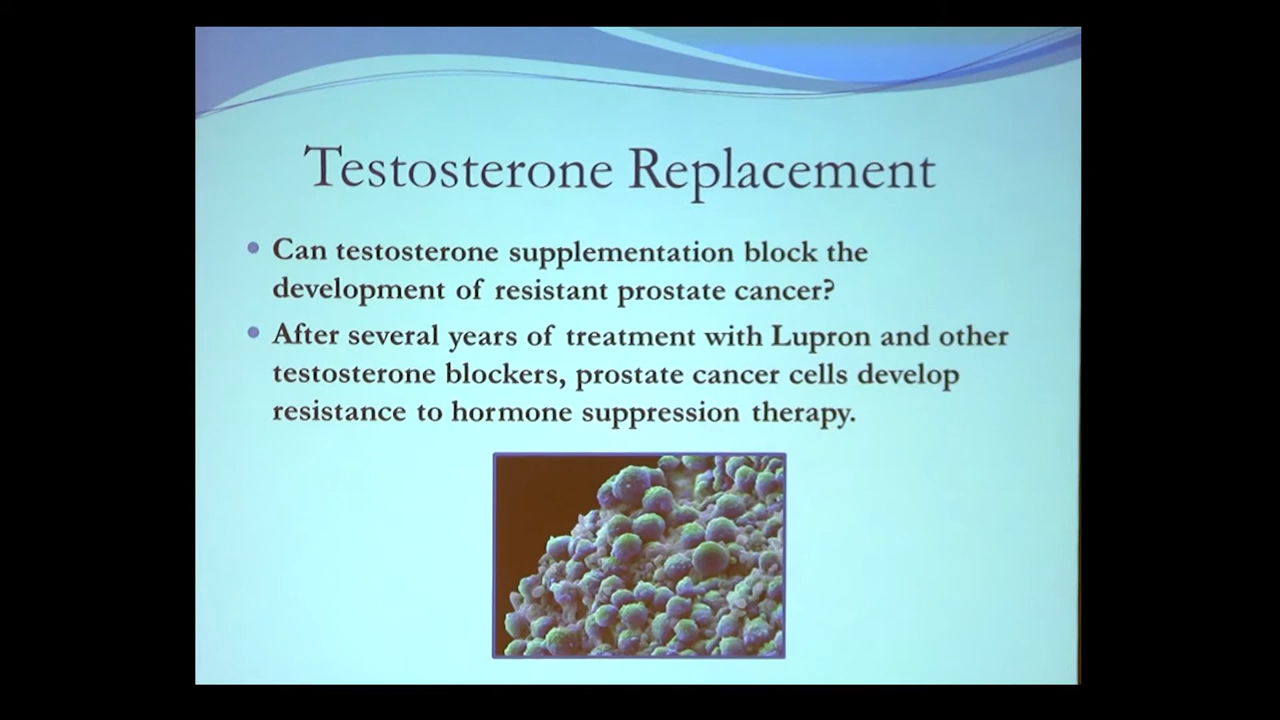 Testosterone Replacement
Can testosterone supplementation block the
development of resistant prostate cancer?
After several years of treatment with Lupron and other
testosterone blockers, prostate cancer cells develop
resistance to hormone suppression therapy.